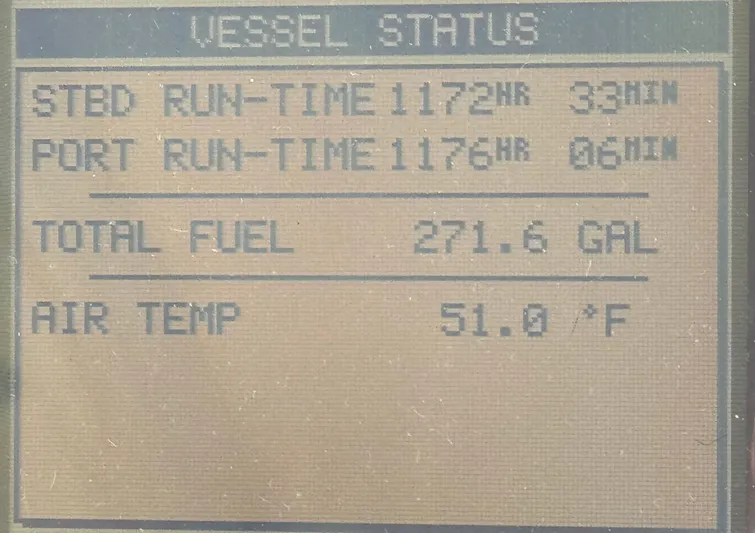 VESSEL STATUS
STBD RUN-TIME 1172HR 33MIN
PORT RUN-TIME 1176HR 06MIN
TOTAL FUEL 271.6 GAL
AIR TEMP 51.0 °F